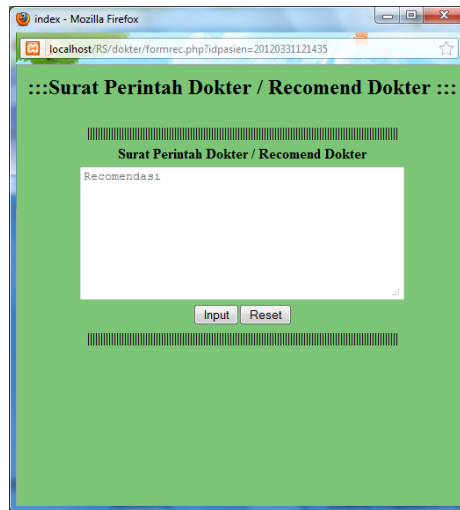 index - Mozilla Firefox
localhost/RS/dokter/formrec.php?idpasien=20120331121435
:::Surat Perintah Dokter / Recomend Dokter :::
Surat Perintah Dokter / Recomend Dokter
Recomendasi
Input Reset